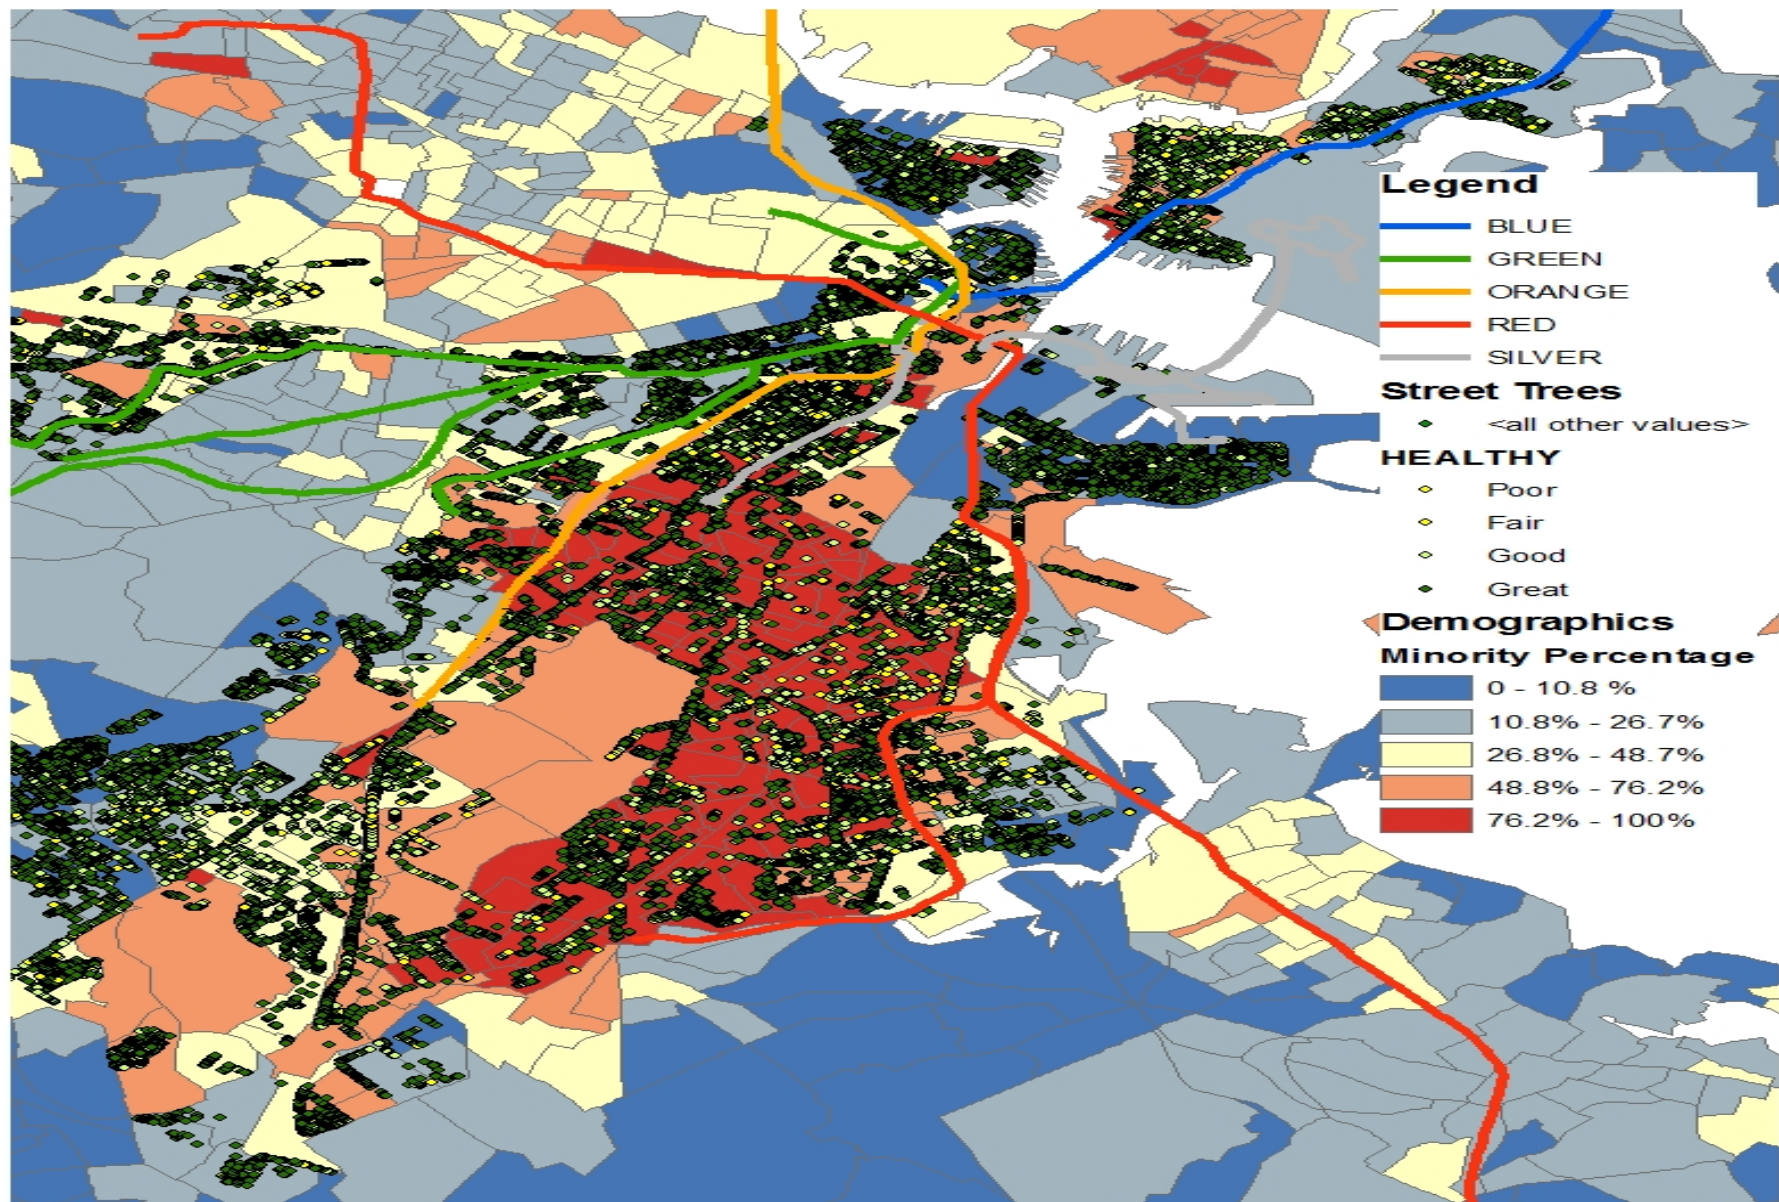 Legend
BLUE
GREEN
ORANGE
RED
SILVER
Street Trees
<all other values>
HEALTHY
Poor
Fair
Good
Great
Demographics
Minority Percentage
0 - 10.8 %
10.8% - 26.7%
26.8% - 48.7%
48.8% - 76.2%
76.2% - 100%